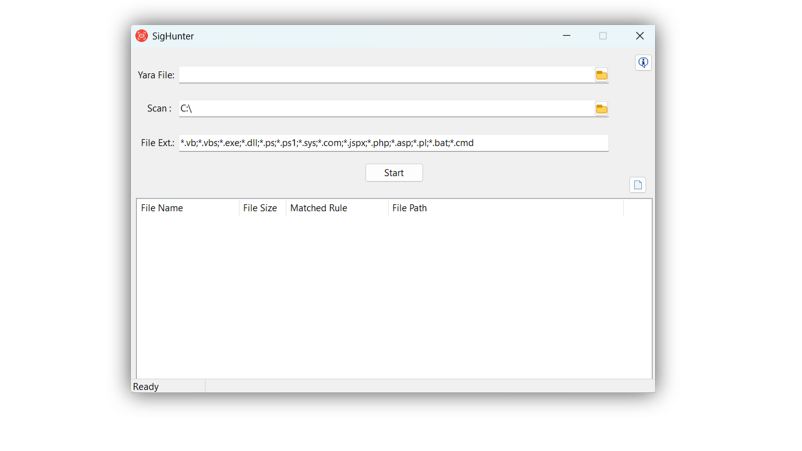 SigHunter
Yara File:
Scan : C:\
File Ext.: *.vb;*.vbs;*.exe;*.dll;*.ps;*.ps1;*.sys;*.com;*.jspx;*.php;*.asp;*.pl;*.bat;*.cmd
Start
File Name File Size Matched Rule File Path
Ready